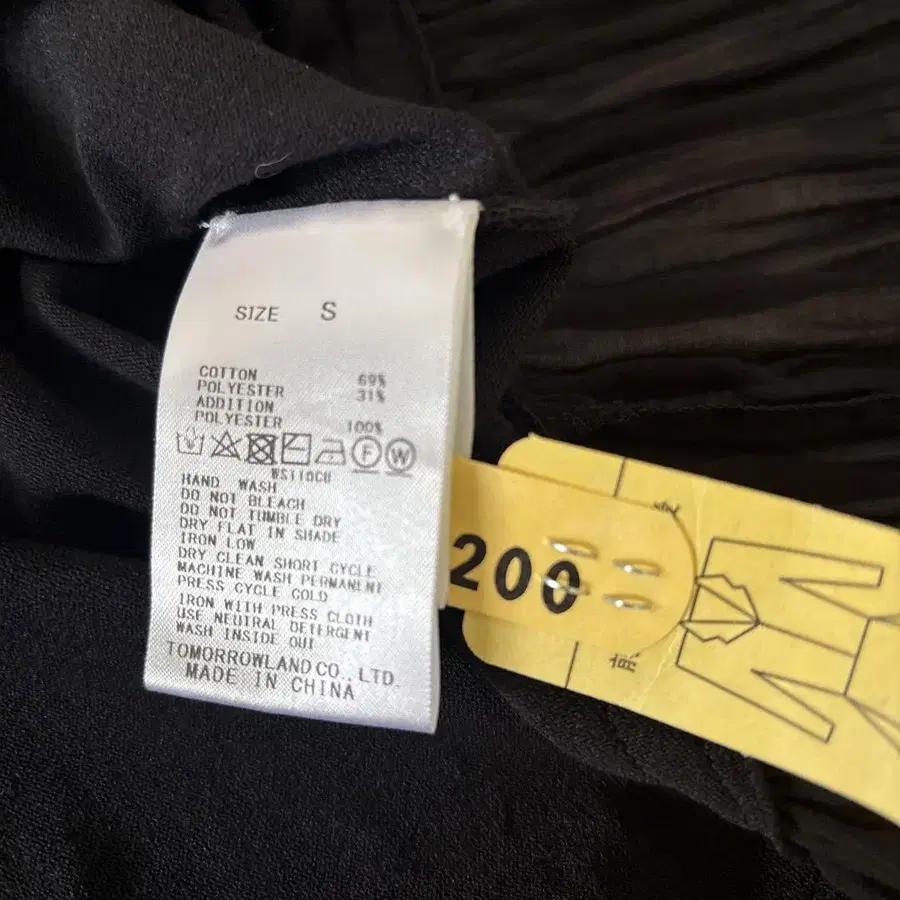 SIZE S
COTTON 69%
POLYESTER 31%
ADDITION
POLYESTER 100%
F W
WS110CU
HAND WASH
DO NOT BLEACH
DO NOT TUMBLE DRY
DRY FLAT IN SHADE
IRON LOW
DRY CLEAN SHORT CYCLE
MACHINE WASH PERMANENT
PRESS CYCLE COLD
IRON WITH PRESS CLOTH
USE NEUTRAL DETERGENT
WASH INSIDE OUT
TOMORROWLAND CO., LTD.
MADE IN CHINA
200